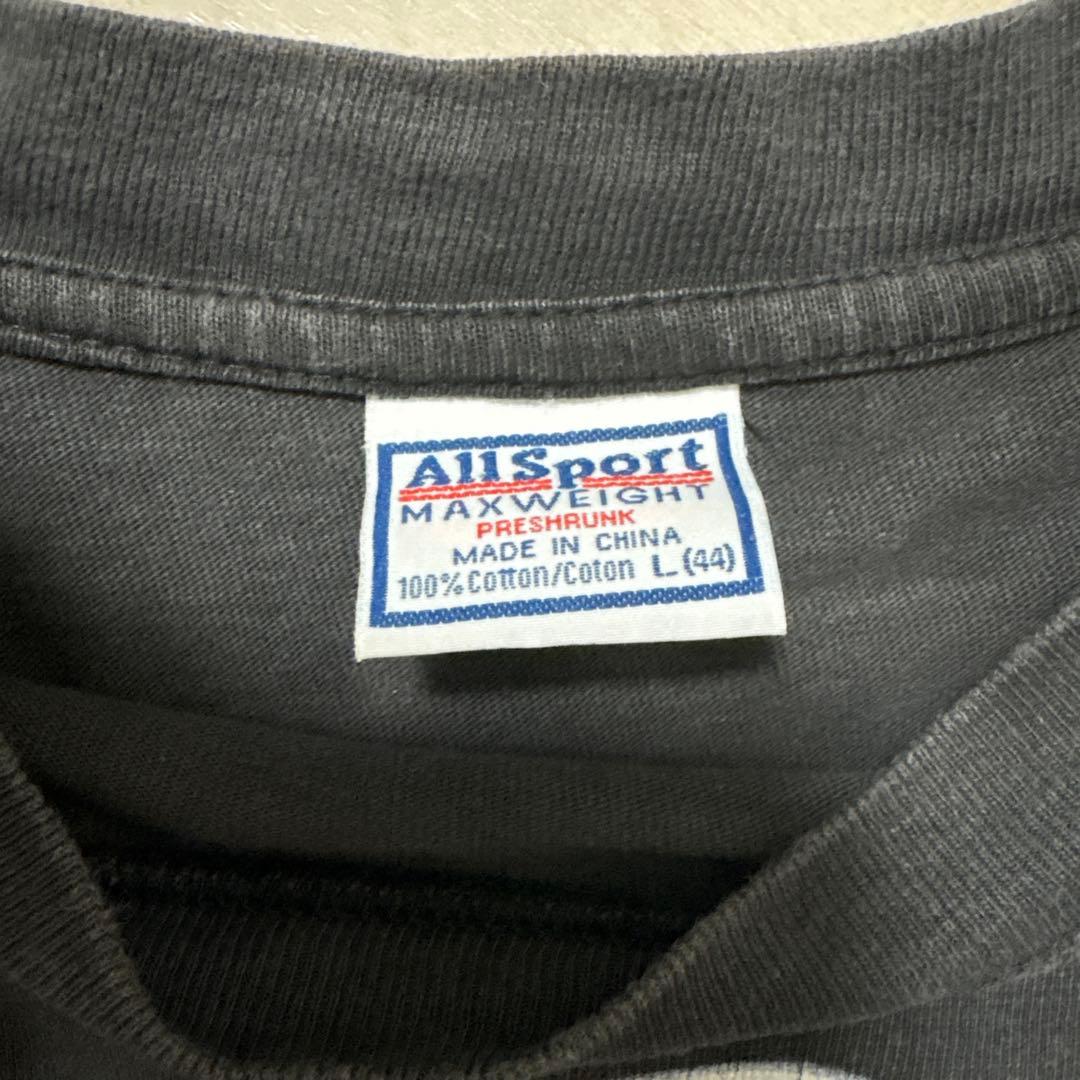 AllSport
MAXWEIGHT
PRESHRUNK
MADE IN CHINA
100% Cotton/Coton L (44)